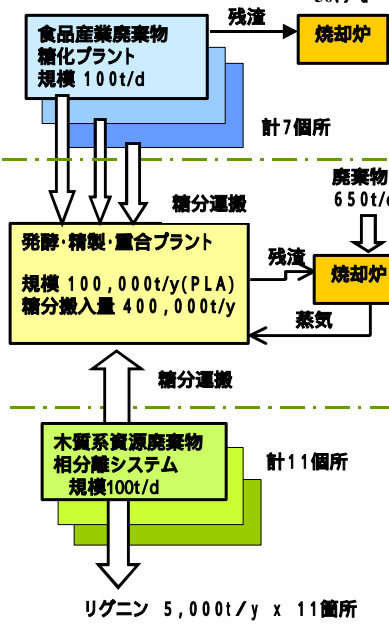 食品産業廃棄物
糖化プラント
規模 100t/d
残渣
焼却炉
計7個所
糖分運搬
廃棄物
650t/d
発酵・精製・重合プラント
規模 100,000t/y(PLA)
糖分搬入量 400,000t/y
残渣
焼却炉
蒸気
糖分運搬
木質系資源廃棄物
相分離システム
規模100t/d
計11個所
リグニン 5,000t/y x 11箇所